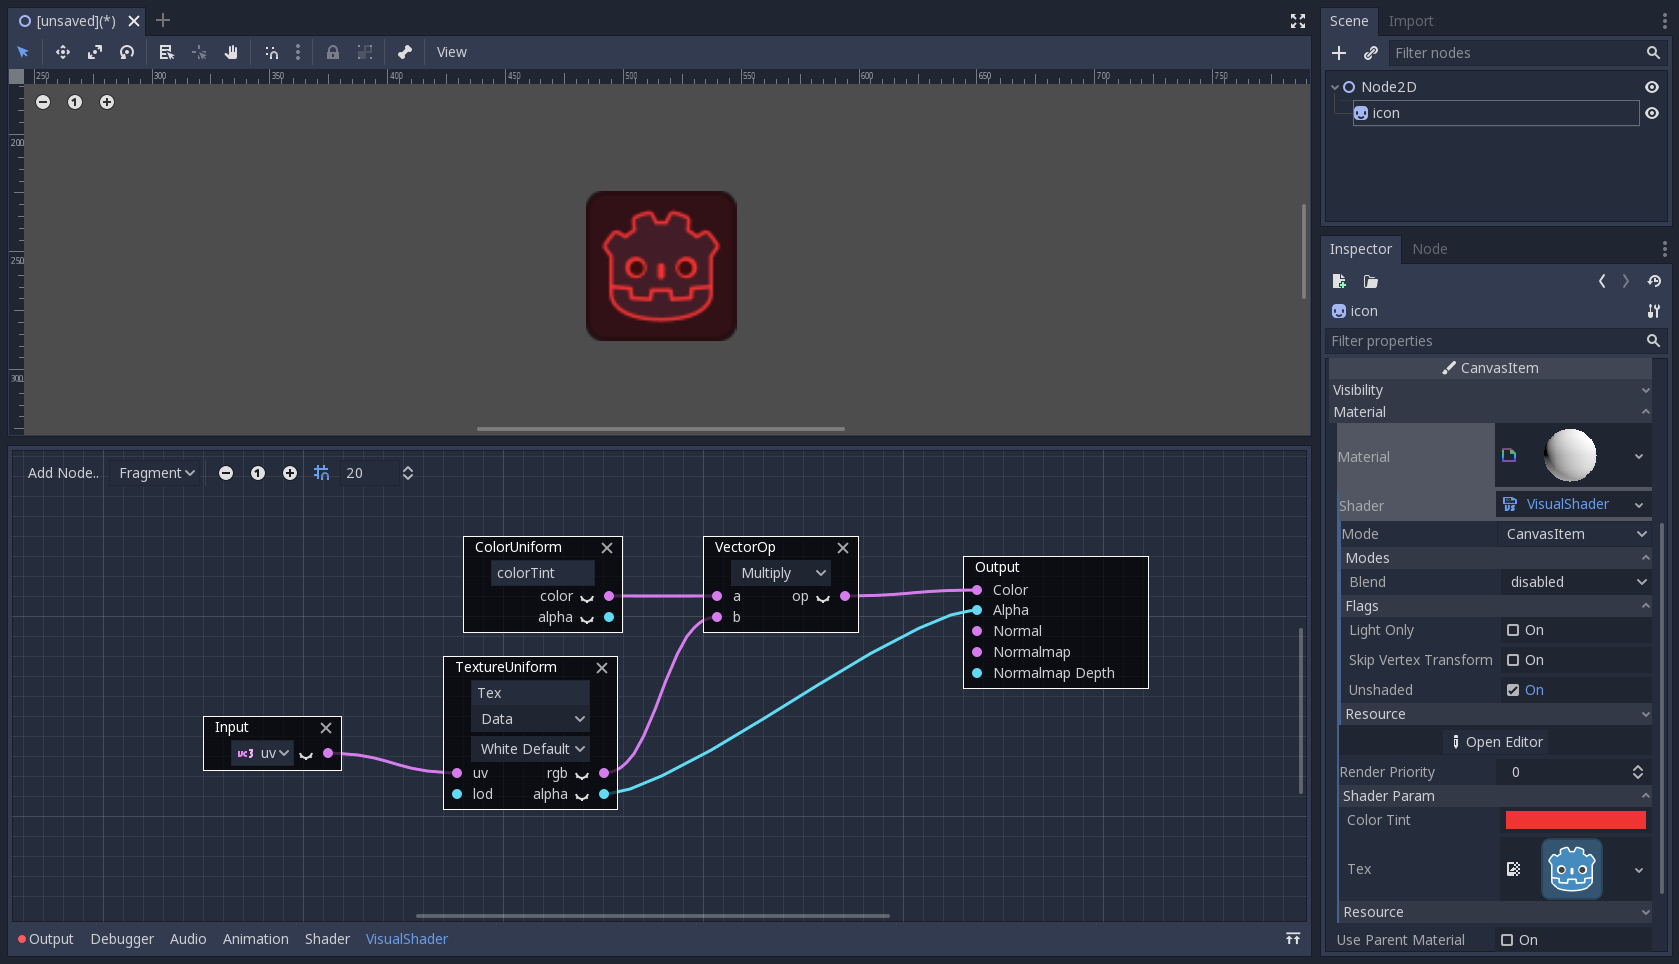 [unsaved](*)
View
250 300 350 400 450 500 550 600 650 700 750
1
200
250
300
Scene Import
Filter nodes
Node2D
icon
Inspector Node
icon
Filter properties
CanvasItem
Visibility
Material
Material
Shader VisualShader
Mode CanvasItem
Modes
Blend disabled
Flags
Light Only On
Skip Vertex Transform On
Unshaded On
Resource
Open Editor
Render Priority 0
Shader Param
Color Tint
Tex
Resource
Use Parent Material On
Add Node.. Fragment 1 20
ColorUniform
colorTint
color
alpha
VectorOp
Multiply
a op
b
Output
Color
Alpha
Normal
Normalmap
Normalmap Depth
TextureUniform
Tex
Data
White Default
uv rgb
lod alpha
Input
vc3 uv
Output Debugger Audio Animation Shader VisualShader